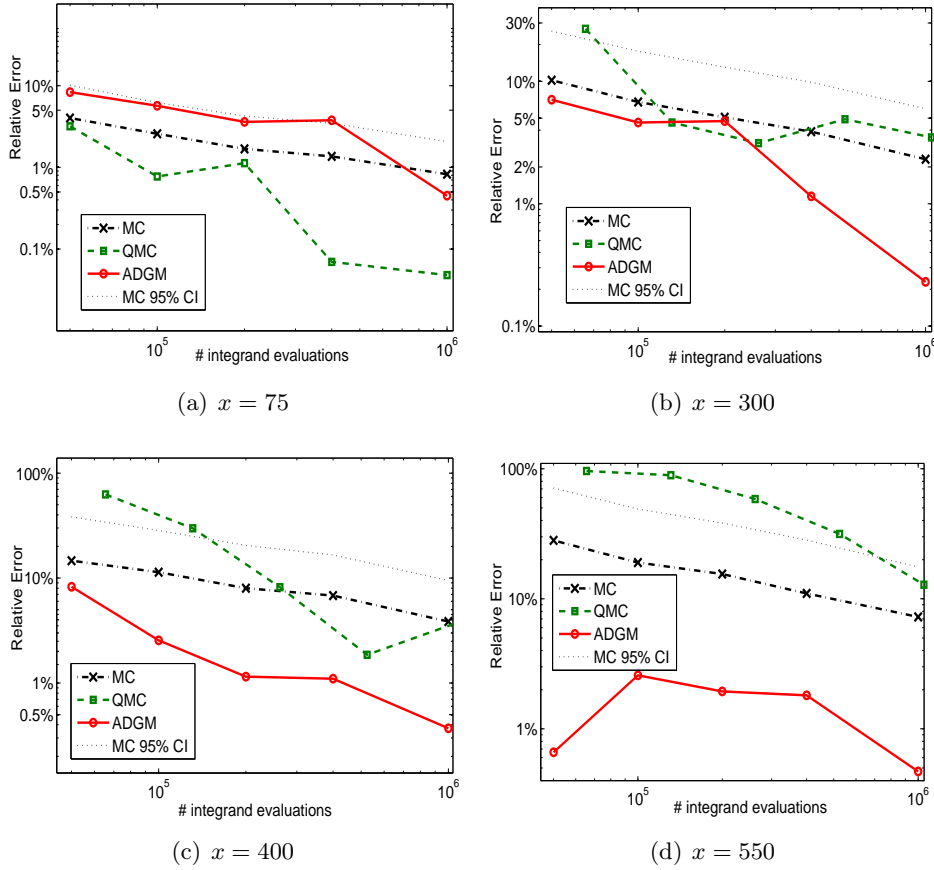 Relative Error
10%
5%
1%
0.5%
0.1%
MC
QMC
ADGM
MC 95% CI
10^5
10^6
# integrand evaluations
(a) x = 75
Relative Error
30%
10%
5%
2%
1%
0.1%
MC
QMC
ADGM
MC 95% CI
10^5
10^6
# integrand evaluations
(b) x = 300
Relative Error
100%
10%
1%
0.5%
MC
QMC
ADGM
MC 95% CI
10^5
10^6
# integrand evaluations
(c) x = 400
Relative Error
100%
10%
1%
MC
QMC
ADGM
MC 95% CI
10^5
10^6
# integrand evaluations
(d) x = 550